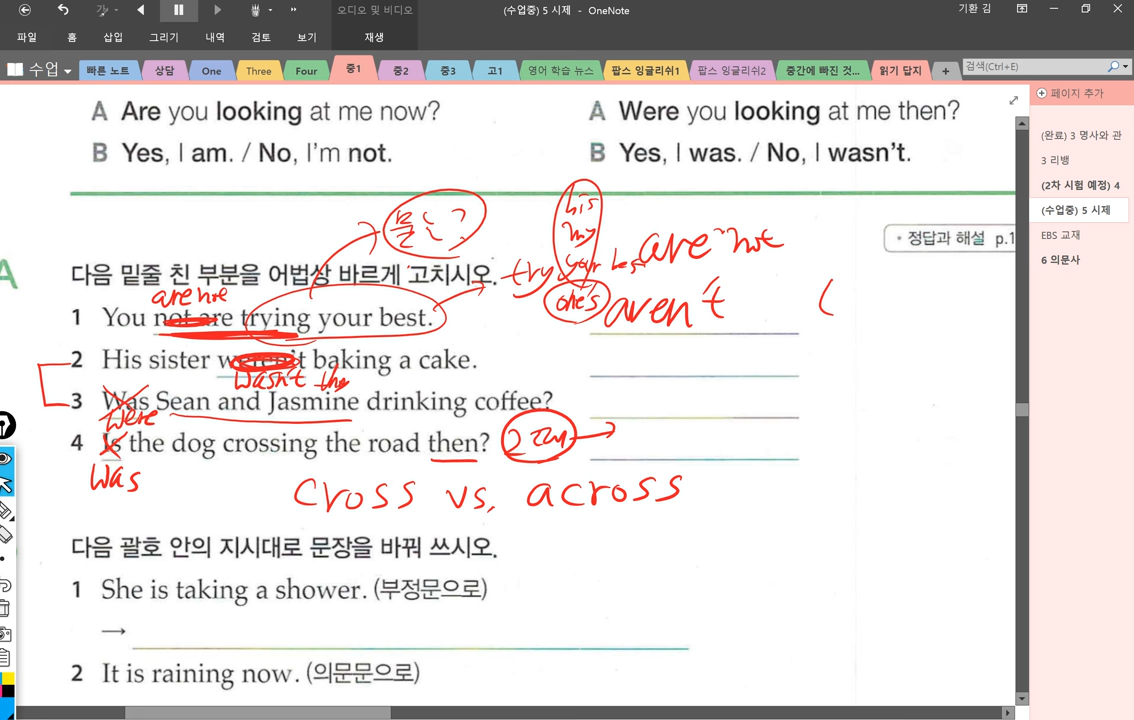 오디오 및 비디오
(수업중) 5 시제 - OneNote
기환 김
파일 홈 삽입 그리기 내역 검토 보기 재생
수업 빠른 노트 상담 One Three Four 중1 중2 중3 고1 영어 학습 뉴스 팝스 잉글리쉬1 팝스 잉글리쉬2 중간에 빠진 것... 읽기 답지 + 검색(Ctrl+E)
페이지 추가
(완료) 3 명사와 관
3 리뱅
(2차 시험 예정) 4
(수업중) 5 시제
EBS 교재
6 의문사
A Are you looking at me now?
B Yes, I am. / No, I'm not.
A Were you looking at me then?
B Yes, I was. / No, I wasn't.
• 정답과 해설 p.1
his
my
try your best
one's
are not
aren't
A
다음 밑줄 친 부분을 어법상 바르게 고치시오.
are not
1 You not are trying your best.
2 His sister weren't baking a cake.
wasn't
3 Was Sean and Jasmine drinking coffee?
were
4 Is the dog crossing the road then?
was
cross vs. across
다음 괄호 안의 지시대로 문장을 바꿔 쓰시오.
1 She is taking a shower. (부정문으로)
→
2 It is raining now. (의문문으로)